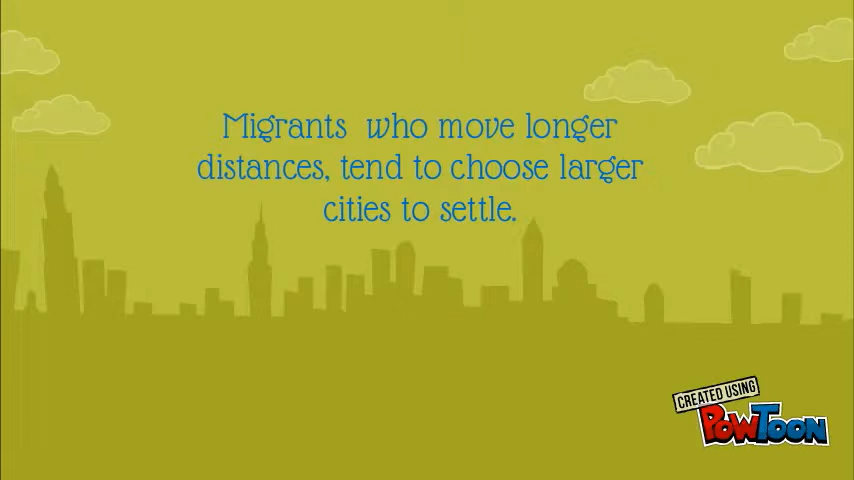 Migrants who move longer
distances, tend to choose larger
cities to settle.
CREATED USING
POWTOON